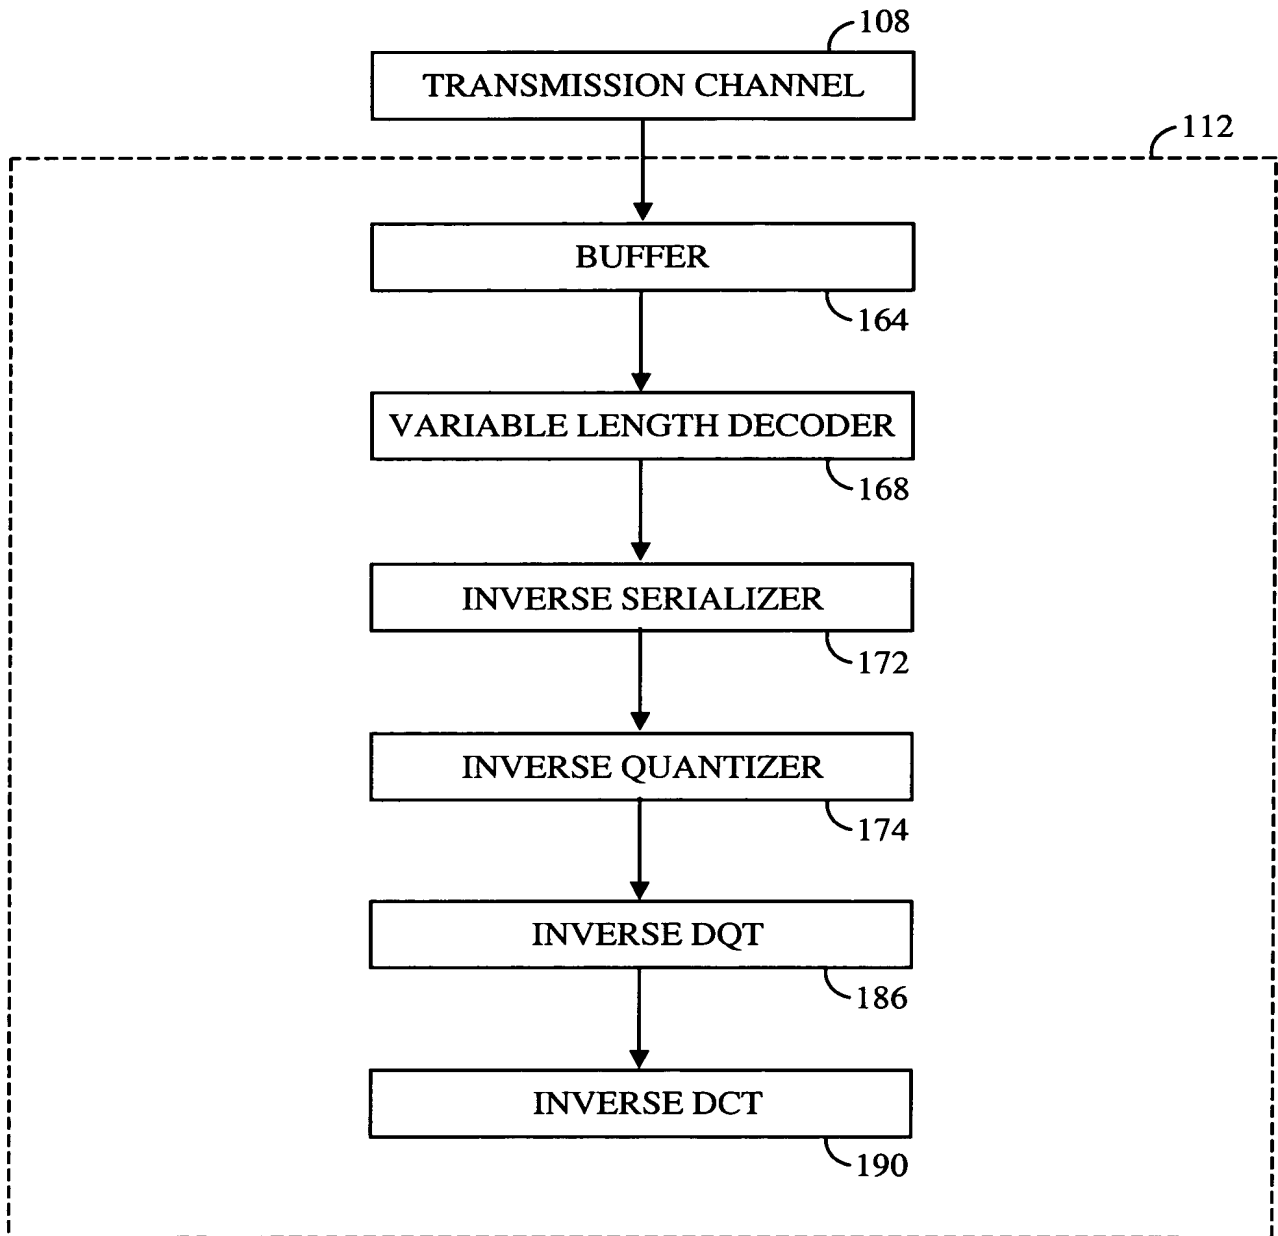 108
TRANSMISSION CHANNEL
112
BUFFER
164
VARIABLE LENGTH DECODER
168
INVERSE SERIALIZER
172
INVERSE QUANTIZER
174
INVERSE DQT
186
INVERSE DCT
190